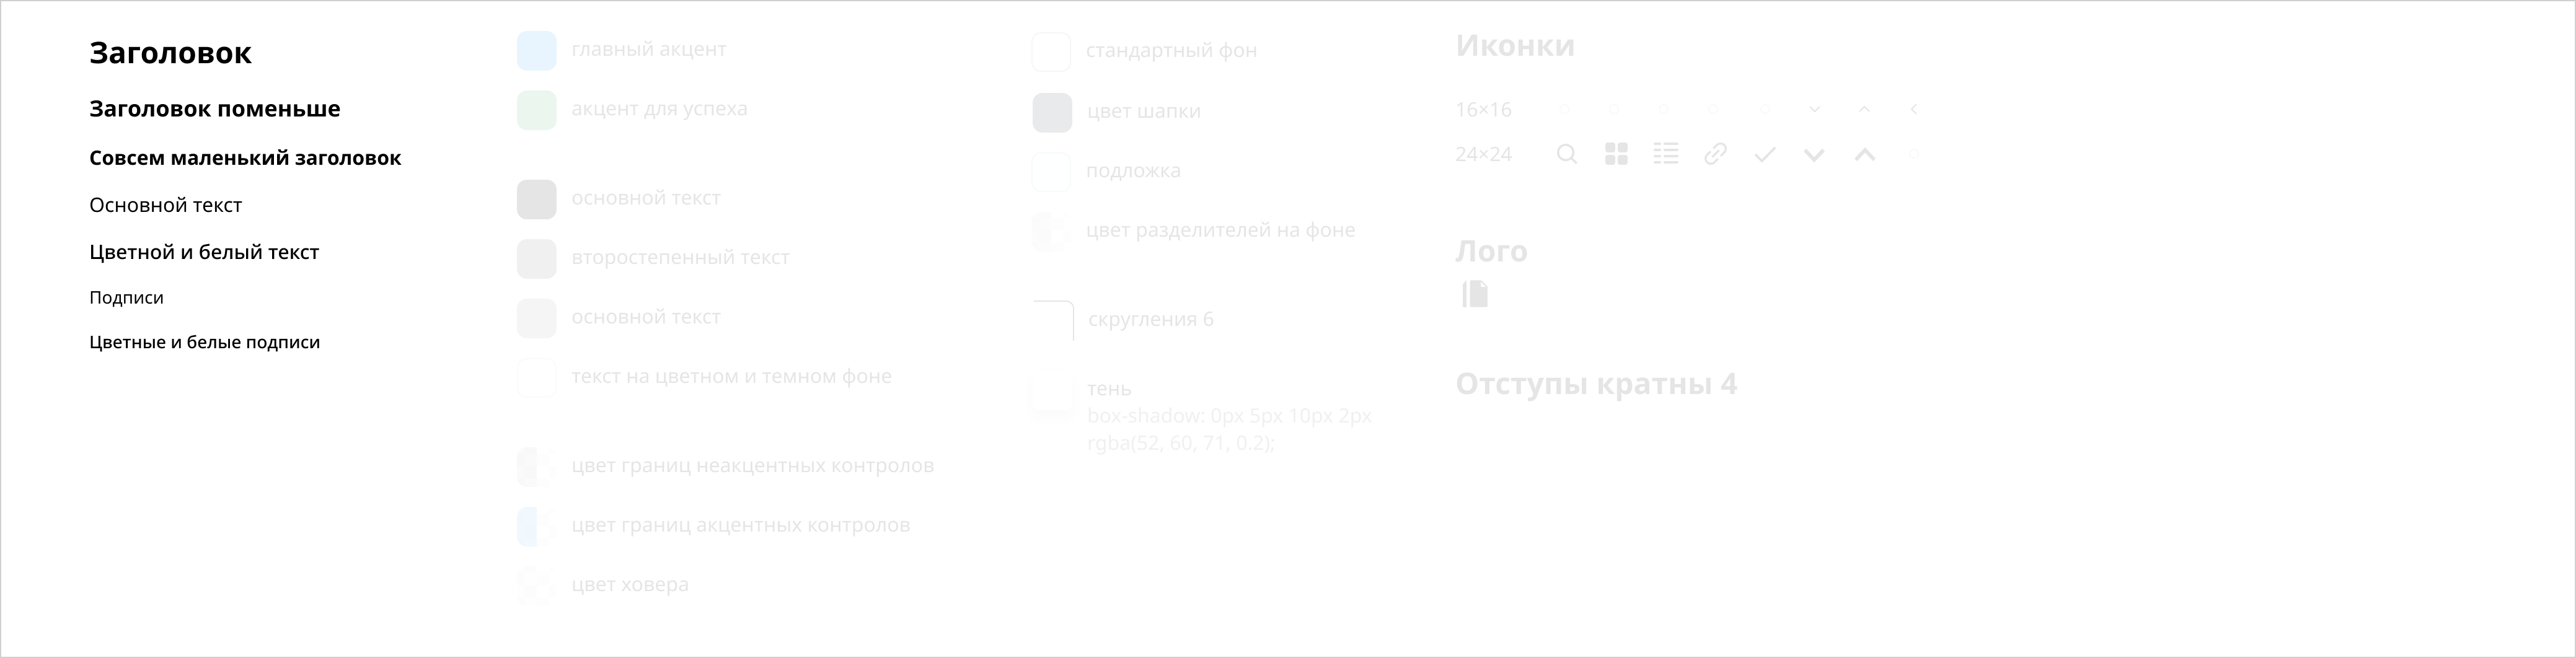 Заголовок
Заголовок поменьше
Совсем маленький заголовок
Основной текст
Цветной и белый текст
Подписи
Цветные и белые подписи
главный акцент
акцент для успеха
основной текст
второстепенный текст
основной текст
текст на цветном и темном фоне
цвет границ неакцентных контролов
цвет границ акцентных контролов
цвет ховера
стандартный фон
цвет шапки
подложка
цвет разделителей на фоне
скругления 6
тень
box-shadow: 0px 5px 10px 2px
rgba(52, 60, 71, 0.2);
Иконки
16×16
24×24
Лого
Отступы кратны 4